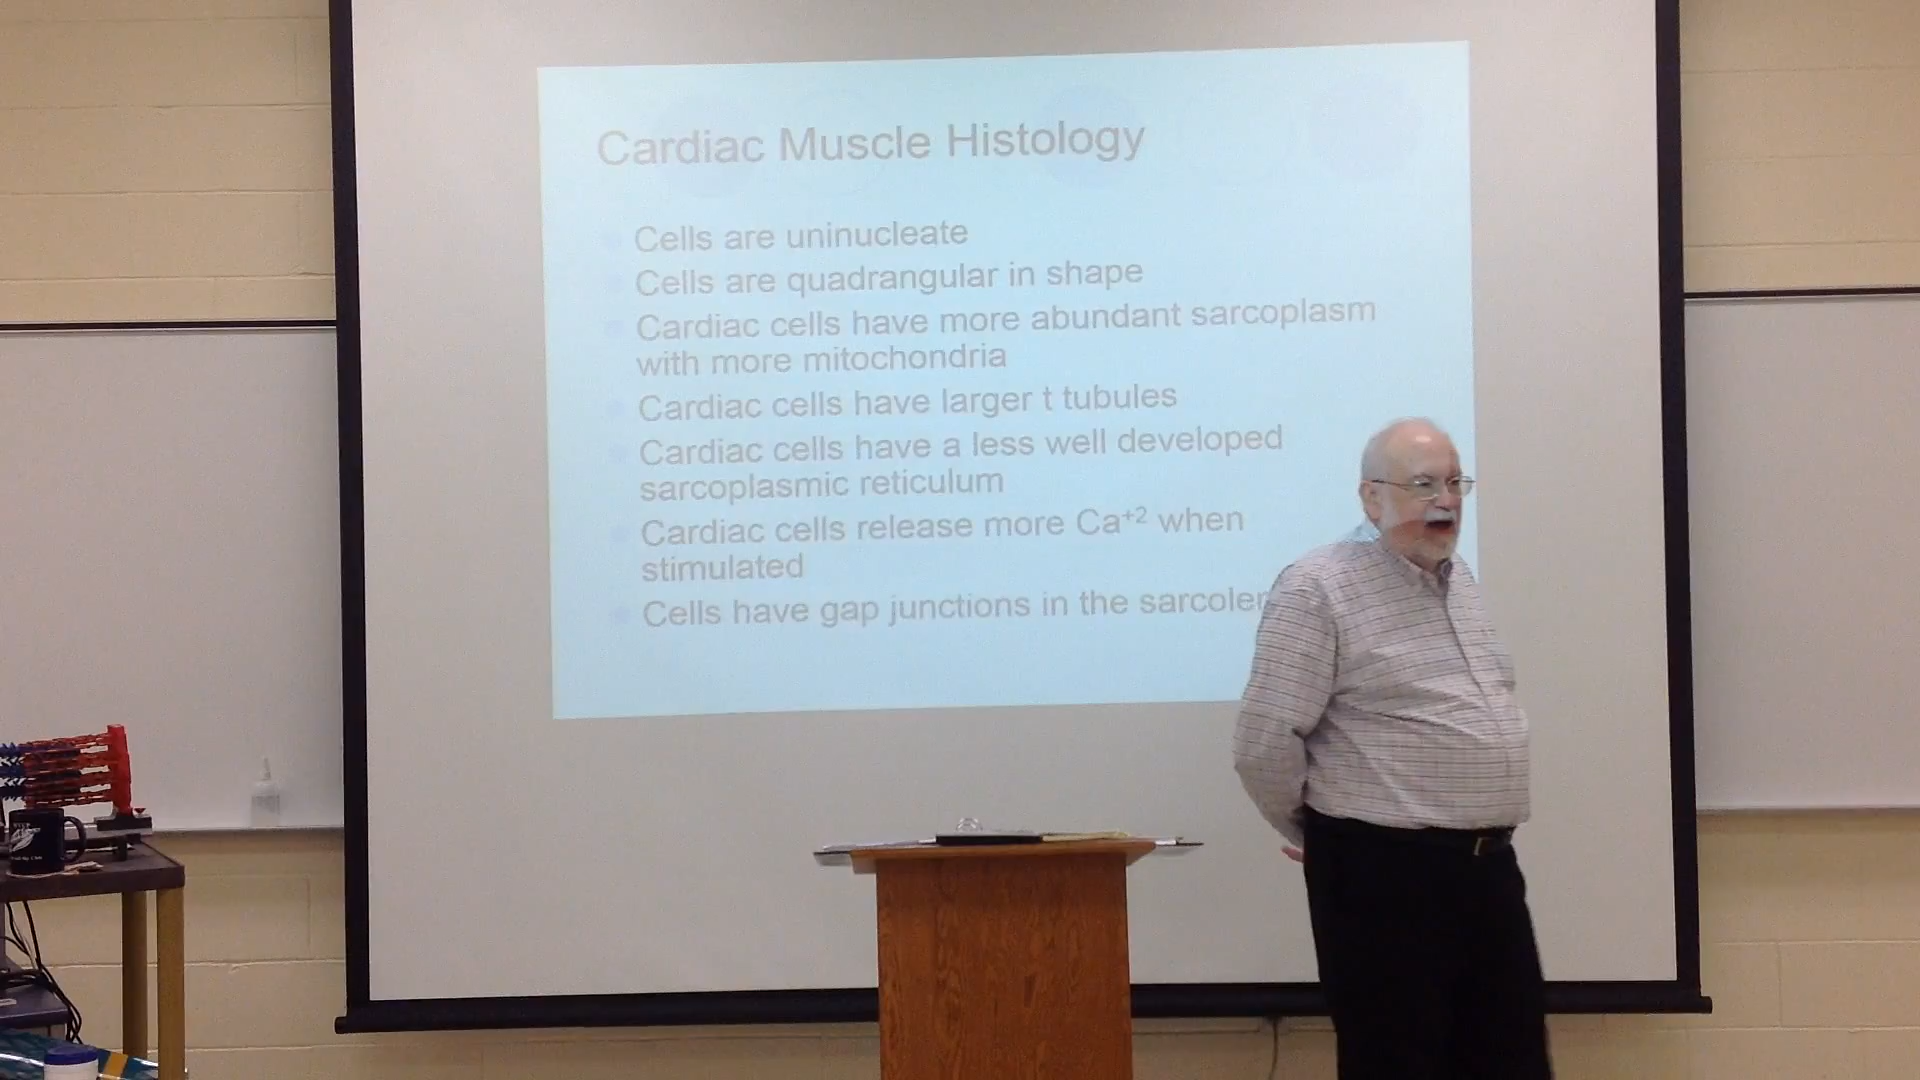 Cardiac Muscle Histology
Cells are uninucleate
Cells are quadrangular in shape
Cardiac cells have more abundant sarcoplasm
with more mitochondria
Cardiac cells have larger t tubules
Cardiac cells have a less well developed
sarcoplasmic reticulum
Cardiac cells release more Ca⁺² when
stimulated
Cells have gap junctions in the